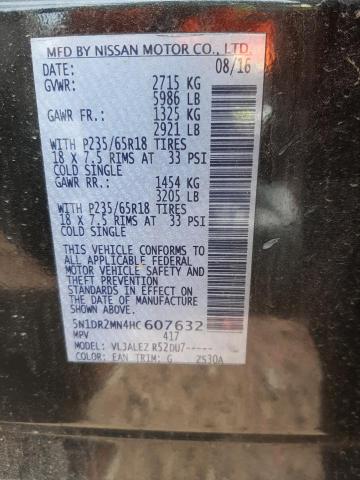 MFD BY NISSAN MOTOR CO., LTD.
DATE: 08/16
GVWR: 2715 KG
5986 LB
GAWR FR.: 1325 KG
2921 LB
WITH P235/65R18 TIRES
18 X 7.5 RIMS AT 33 PSI
COLD SINGLE
GAWR RR.: 1454 KG
3205 LB
WITH P235/65R18 TIRES
18 X 7.5 RIMS AT 33 PSI
COLD SINGLE
THIS VEHICLE CONFORMS TO
ALL APPLICABLE FEDERAL
MOTOR VEHICLE SAFETY AND
THEFT PREVENTION
STANDARDS IN EFFECT ON
THE DATE OF MANUFACTURE
SHOWN ABOVE.
5N1DR2MN4HC607632
MPV 417
MODEL: VLJALEZ R52DU7-----
COLOR: EAN TRIM: G 2530A